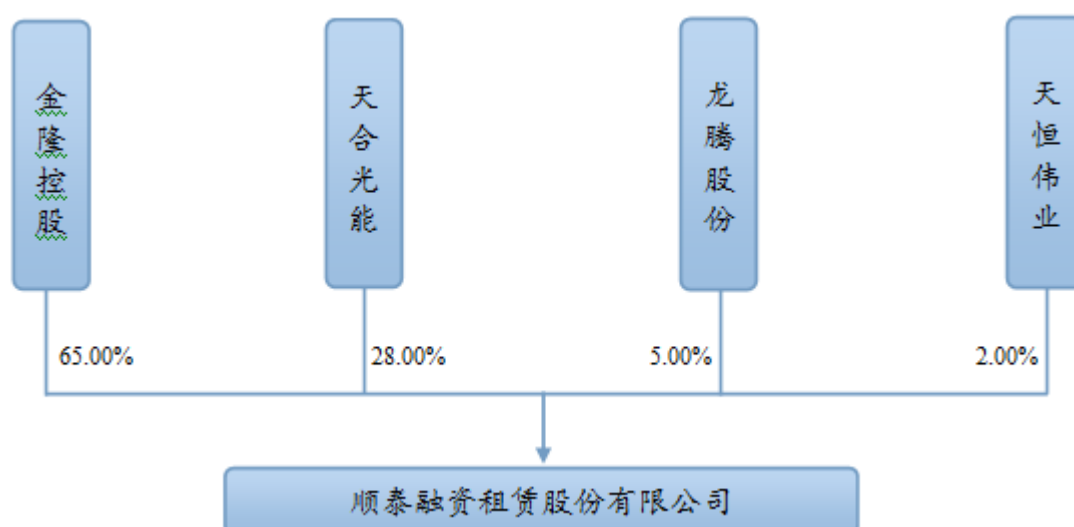 金隆控股
天合光能
龙腾股份
天恒伟业
65.00%
28.00%
5.00%
2.00%
顺泰融资租赁股份有限公司